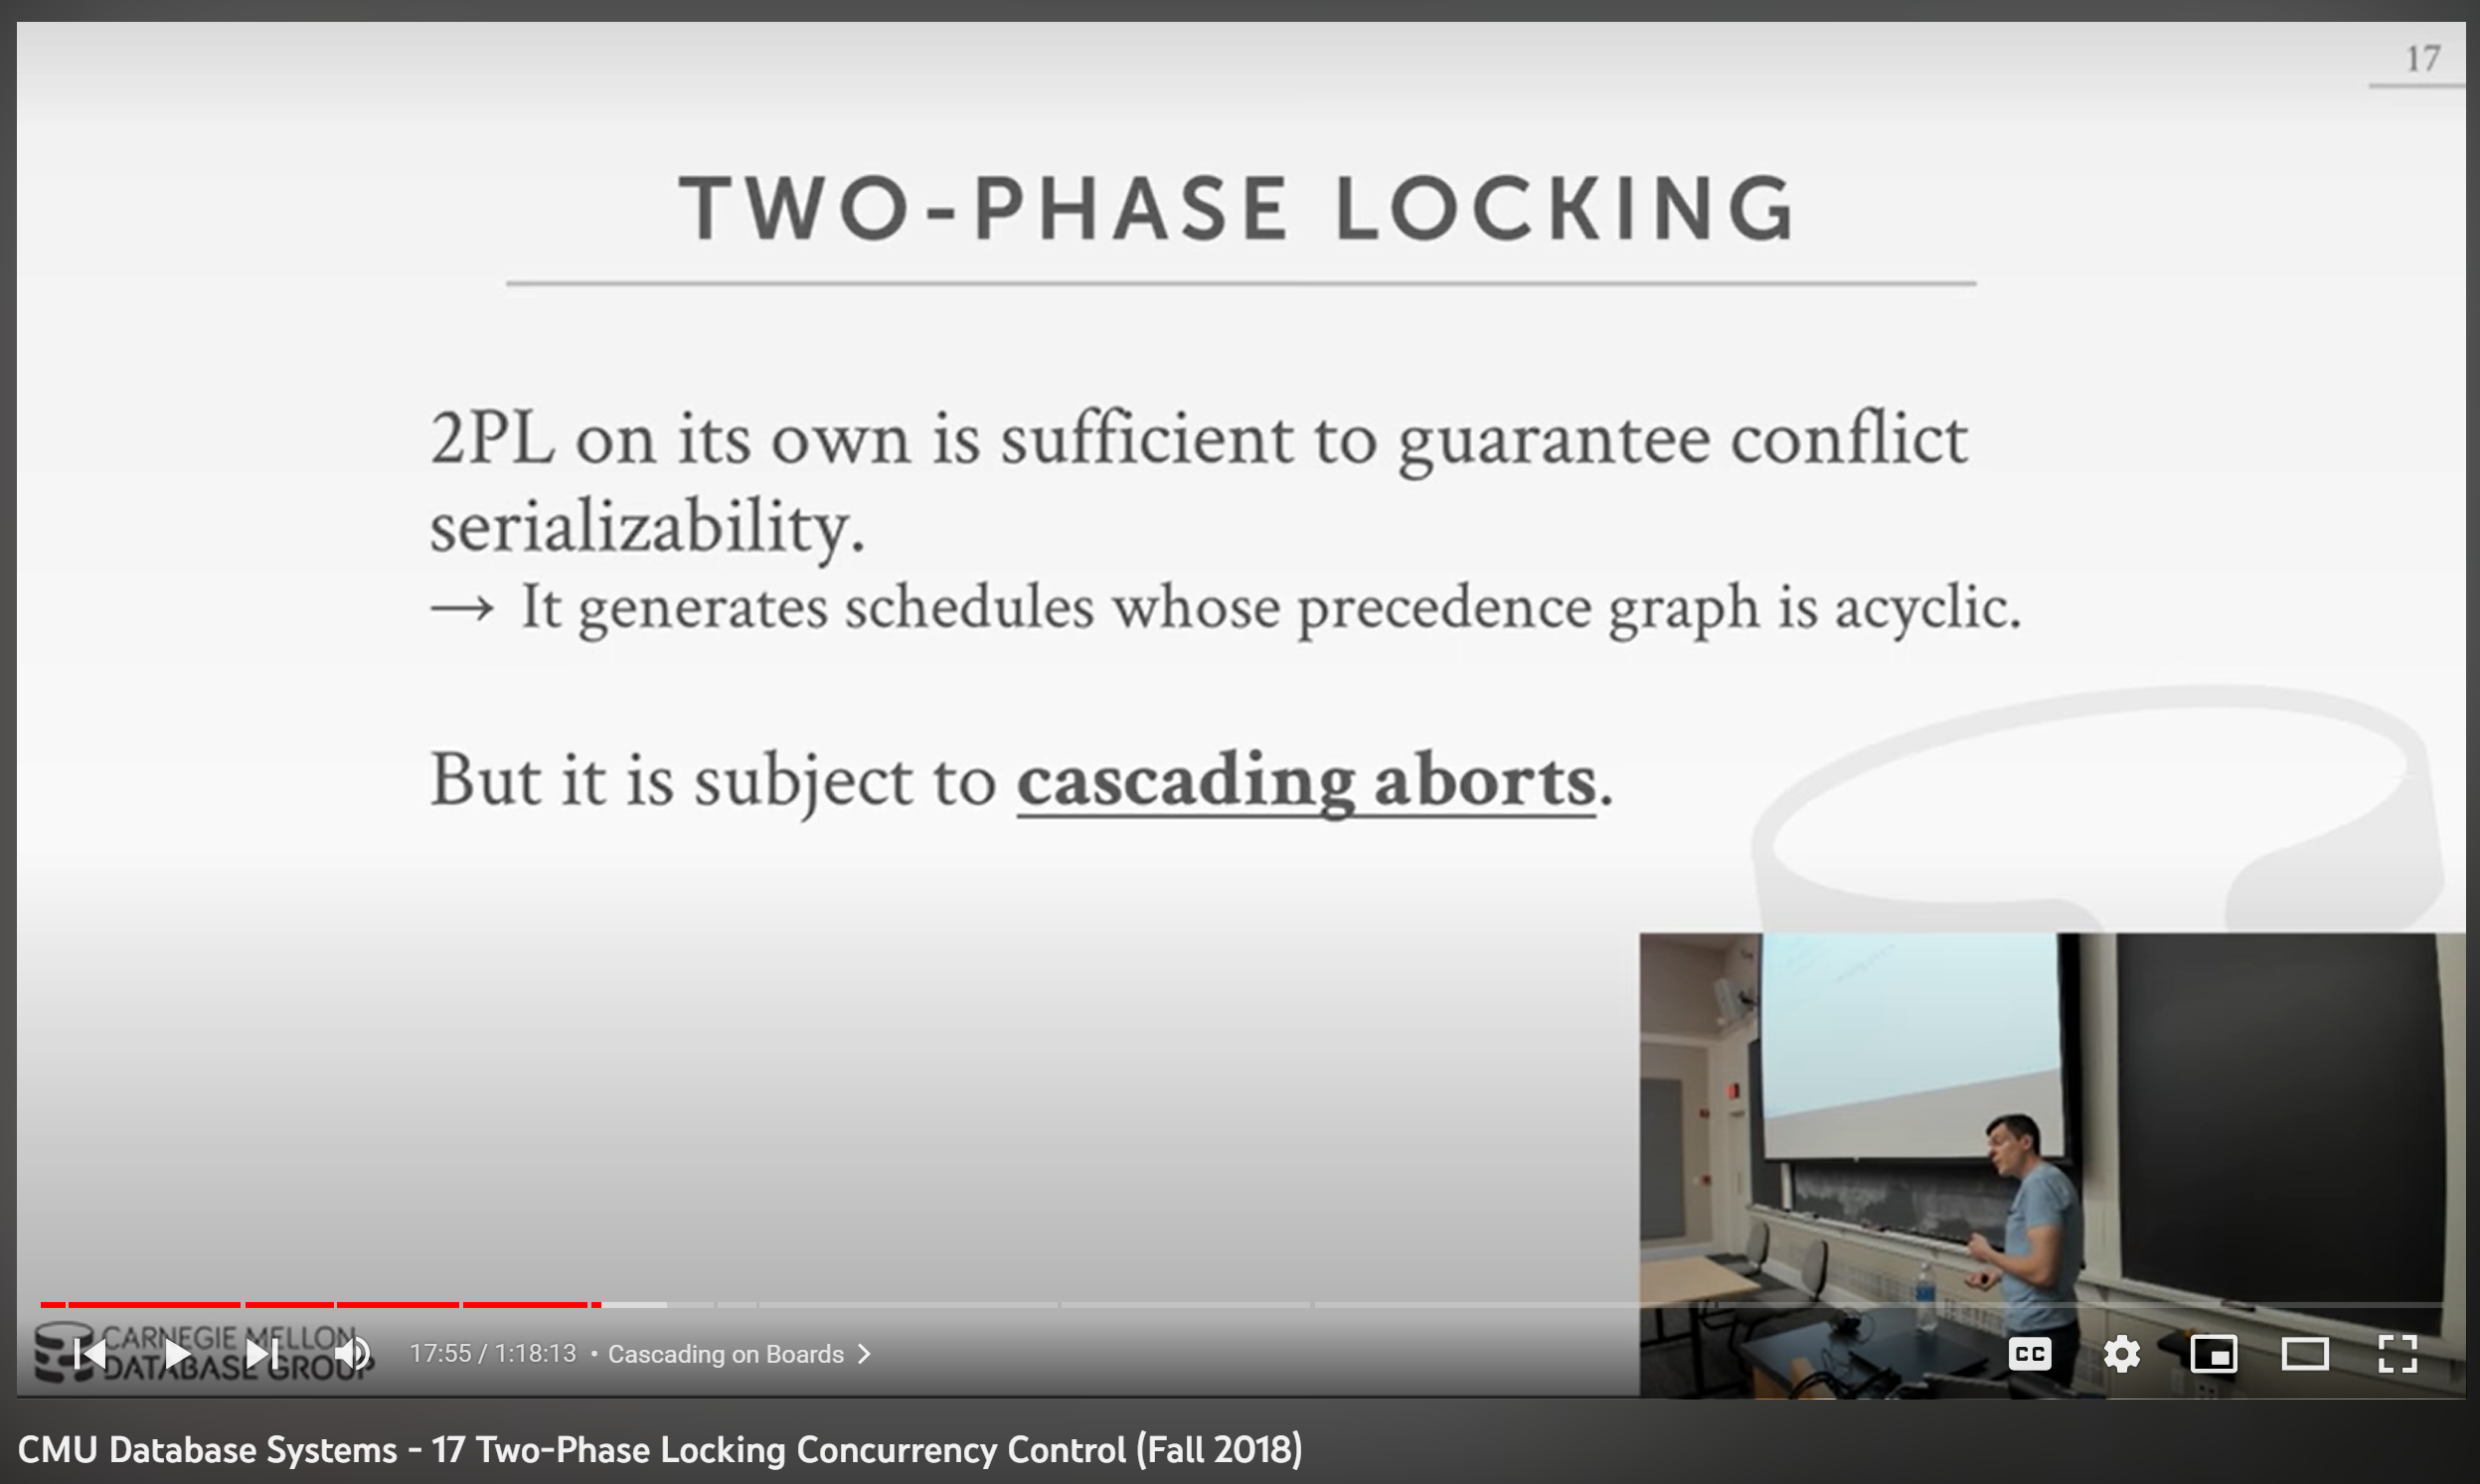 17
TWO-PHASE LOCKING
2PL on its own is sufficient to guarantee conflict
serializability.
→ It generates schedules whose precedence graph is acyclic.
But it is subject to cascading aborts.
CARNEGIE MELLON
DATABASE GROUP
17:55 / 1:18:13 • Cascading on Boards
CC
CMU Database Systems - 17 Two-Phase Locking Concurrency Control (Fall 2018)